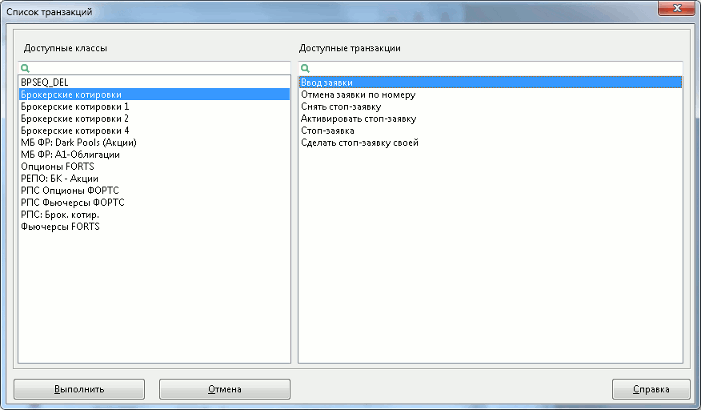 Список транзакций
Доступные классы
Доступные транзакции
BPSEQ_DEL
Брокерские котировки
Брокерские котировки 1
Брокерские котировки 2
Брокерские котировки 4
МБ ФР: Dark Pools (Акции)
МБ ФР: А1-Облигации
Опционы FORTS
РЕПО: БК - Акции
РПС Опционы ФОРТС
РПС Фьючерсы ФОРТС
РПС: Брок. котир.
Фьючерсы FORTS
Ввод заявки
Отмена заявки по номеру
Снять стоп-заявку
Активировать стоп-заявку
Стоп-заявка
Сделать стоп-заявку своей
Выполнить
Отмена
Справка